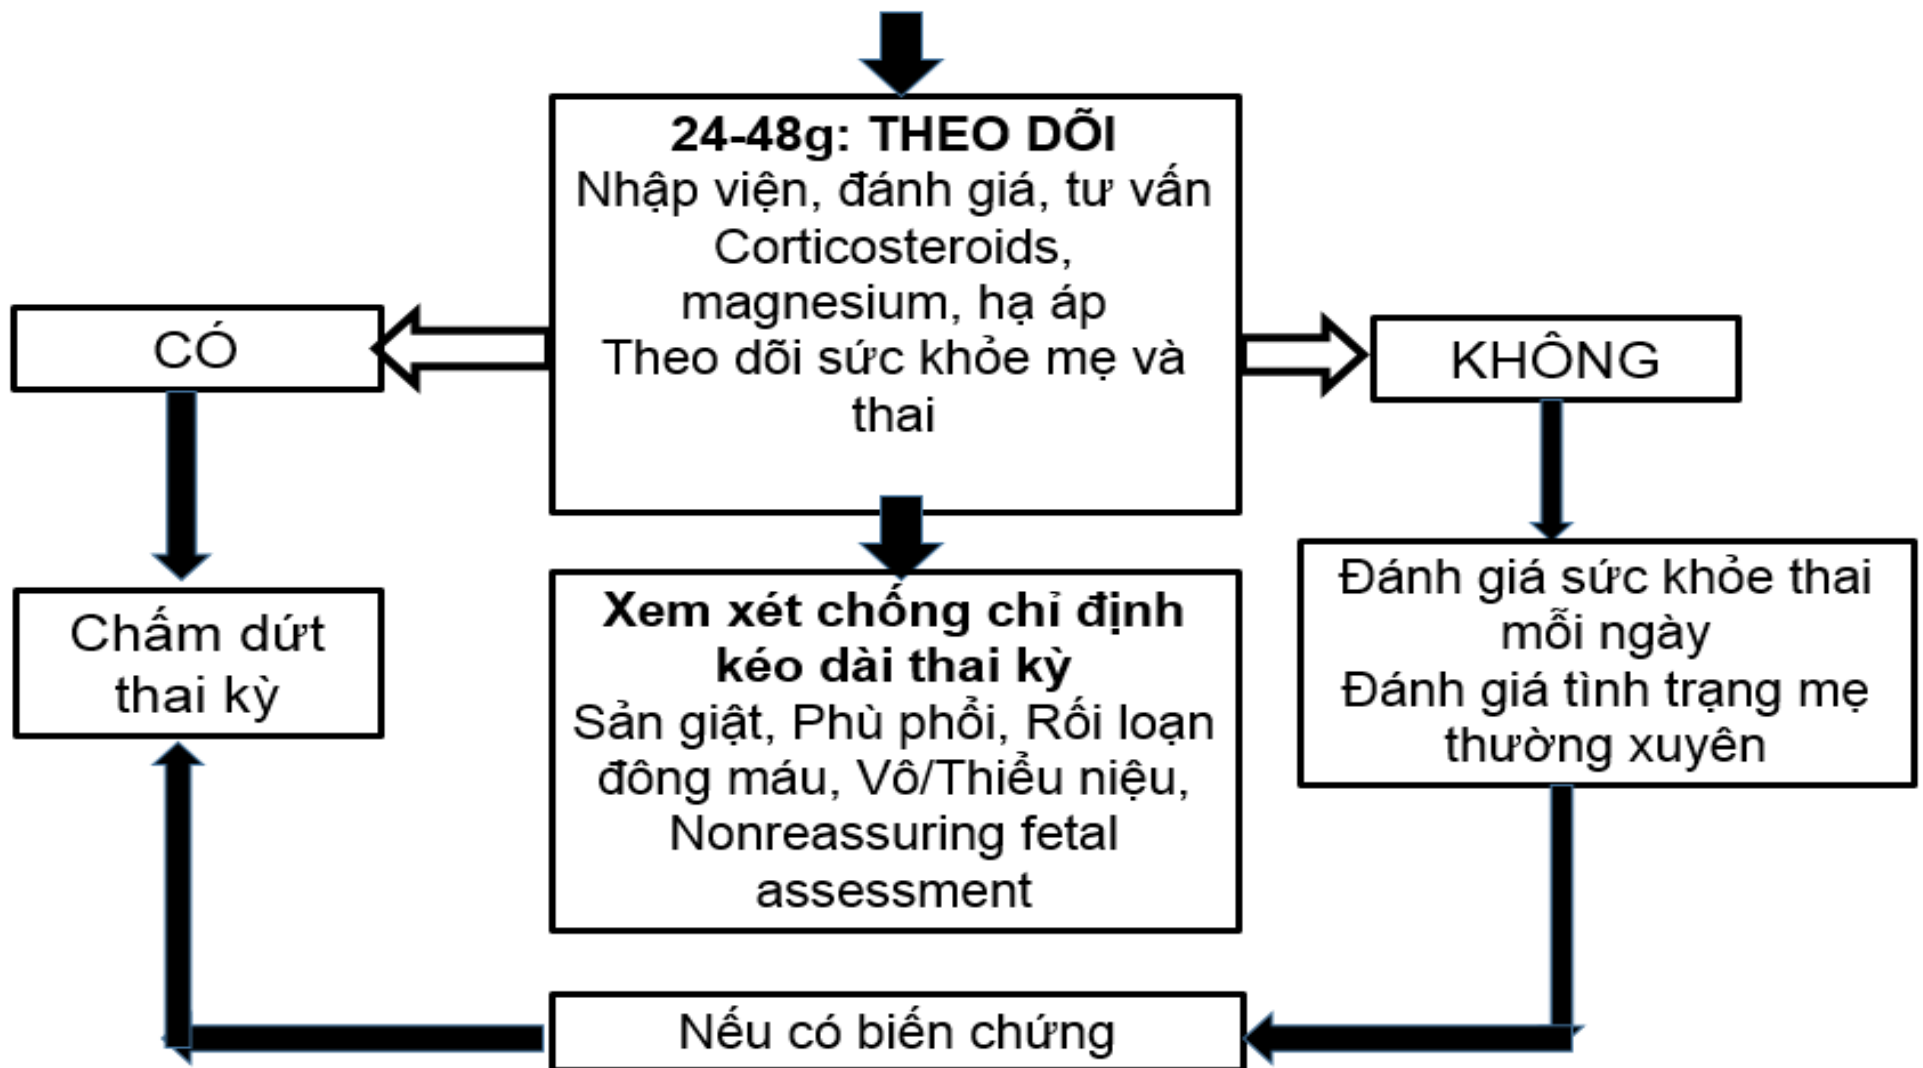 24-48g: THEO DÕI
Nhập viện, đánh giá, tư vấn
Corticosteroids,
magnesium, hạ áp
Theo dõi sức khỏe mẹ và
thai
CÓ
KHÔNG
Chấm dứt
thai kỳ
Xem xét chống chỉ định
kéo dài thai kỳ
Sản giật, Phù phổi, Rối loạn
đông máu, Vô/Thiểu niệu,
Nonreassuring fetal
assessment
Đánh giá sức khỏe thai
mỗi ngày
Đánh giá tình trạng mẹ
thường xuyên
Nếu có biến chứng